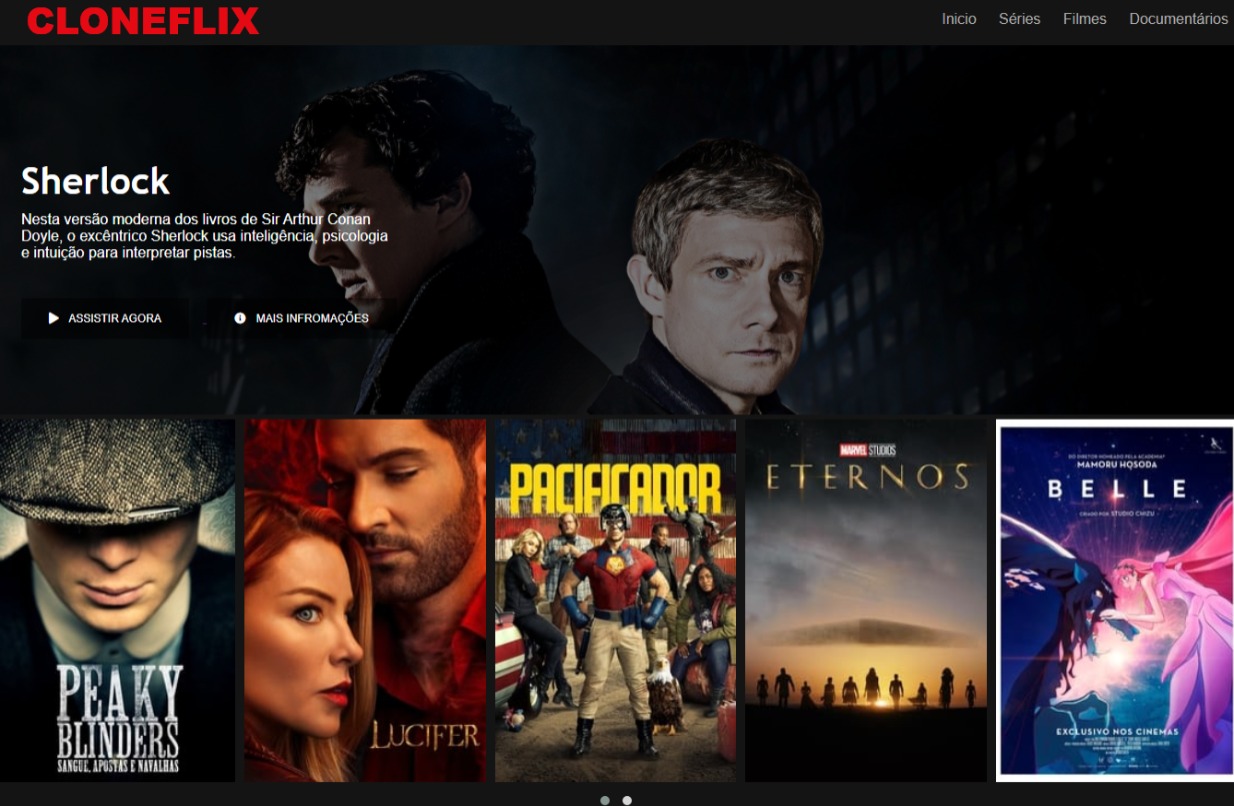 CLONEFLIX
Inicio Séries Filmes Documentários
Sherlock
Nesta versão moderna dos livros de Sir Arthur Conan
Doyle, o excêntrico Sherlock usa inteligência, psicologia
e intuição para interpretar pistas.
ASSISTIR AGORA
MAIS INFROMAÇÕES
PEAKY
BLINDERS
SANGUE, APOSTAS E NAVALHAS
LUCIFER
PACIFICADOR
MARVEL STUDIOS
ETERNOS
DO DIRETOR NOMEADO PELA ACADEMIA®
MAMORU HOSODA
BELLE
CRIADO POR STUDIO CHIZU
EXCLUSIVO NOS CINEMAS